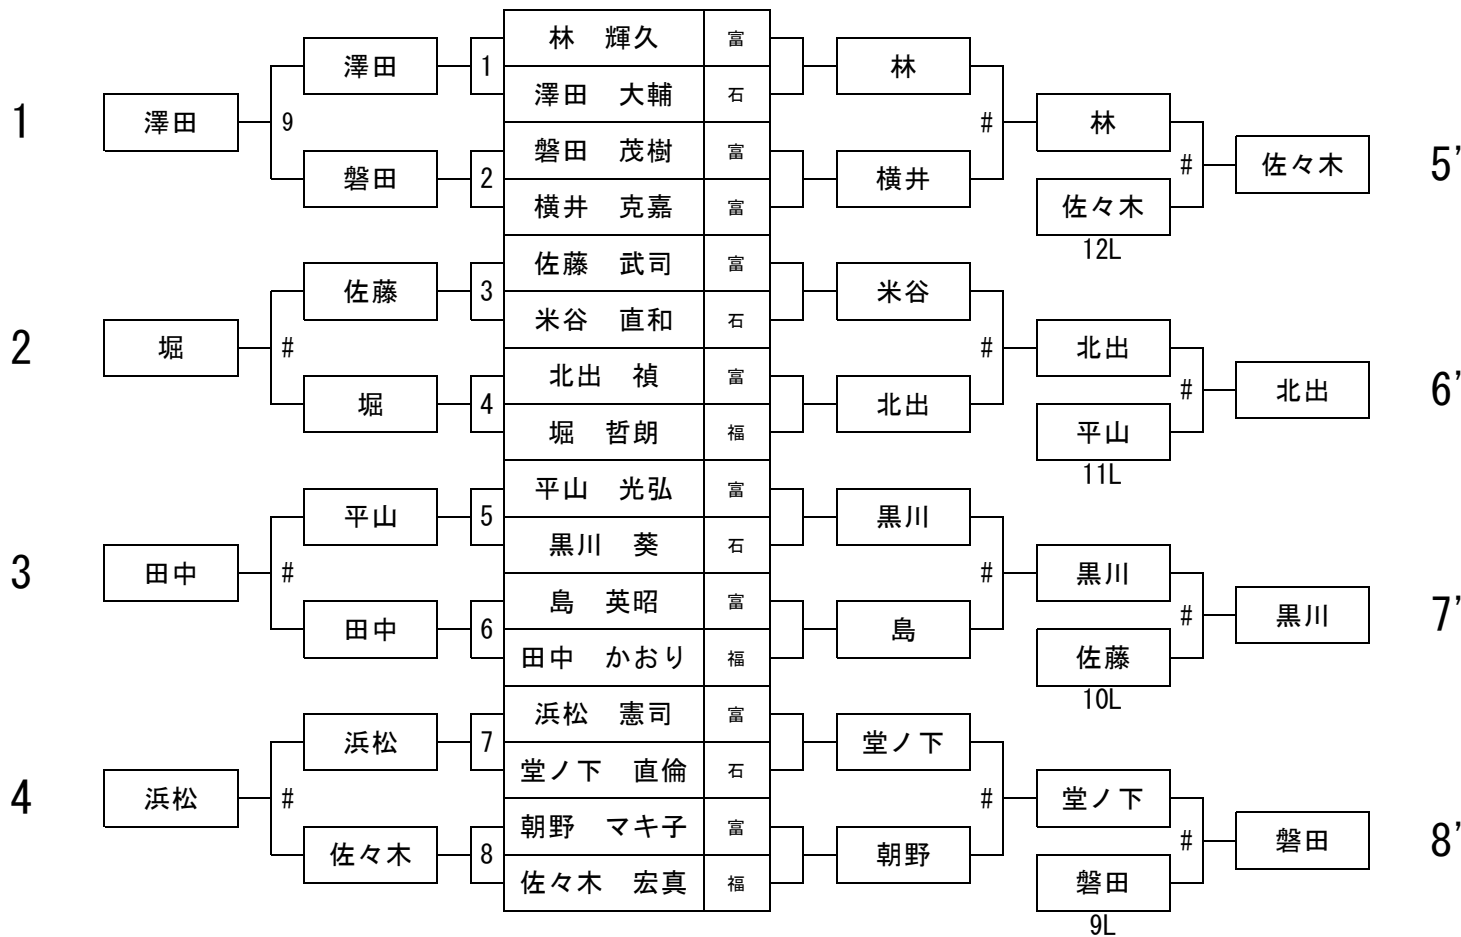 林　輝久 富
澤田 1 林
澤田　大輔 石
1 澤田 9 # 林
磐田　茂樹 富
磐田 2 横井 # 佐々木 5’
横井　克嘉 富 佐々木
12L
佐藤　武司 富
佐藤 3 米谷
米谷　直和 石
2 堀 # # 北出
北出　禎 富
堀 4 北出 # 北出 6’
堀　哲朗 福 平山
11L
平山　光弘 富
平山 5 黒川
黒川　葵 石
3 田中 # # 黒川
島　英昭 富
田中 6 島 # 黒川 7’
田中　かおり 福 佐藤
10L
浜松　憲司 富
浜松 7 堂ノ下
堂ノ下　直倫 石
4 浜松 # # 堂ノ下
朝野　マキ子 富
佐々木 8 朝野 # 磐田 8’
佐々木　宏真 福 磐田
9L